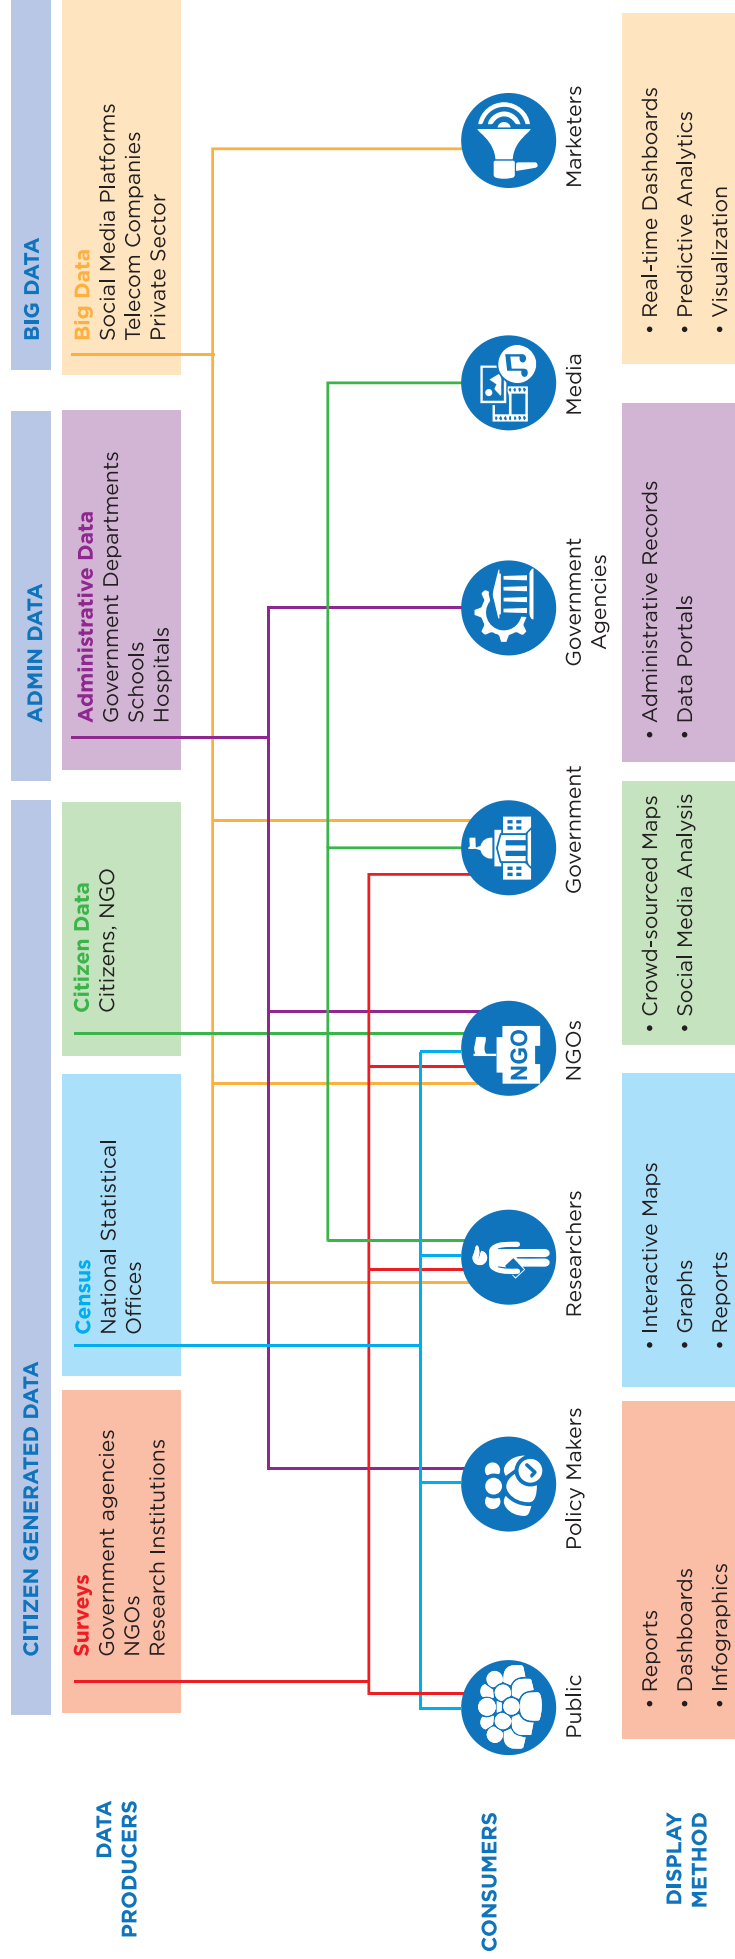 CITIZEN GENERATED DATA
ADMIN DATA
BIG DATA
DATA
PRODUCERS
Surveys
Government agencies
NGOs
Research Institutions
Census
National Statistical
Offices
Citizen Data
Citizens, NGO
Administrative Data
Government Departments
Schools
Hospitals
Big Data
Social Media Platforms
Telecom Companies
Private Sector
CONSUMERS
Public
Policy Makers
Researchers
NGO
NGOs
Government
Government
Agencies
Media
Marketers
DISPLAY
METHOD
• Reports
• Dashboards
• Infographics
• Interactive Maps
• Graphs
• Reports
• Crowd-sourced Maps
• Social Media Analysis
• Administrative Records
• Data Portals
• Real-time Dashboards
• Predictive Analytics
• Visualization